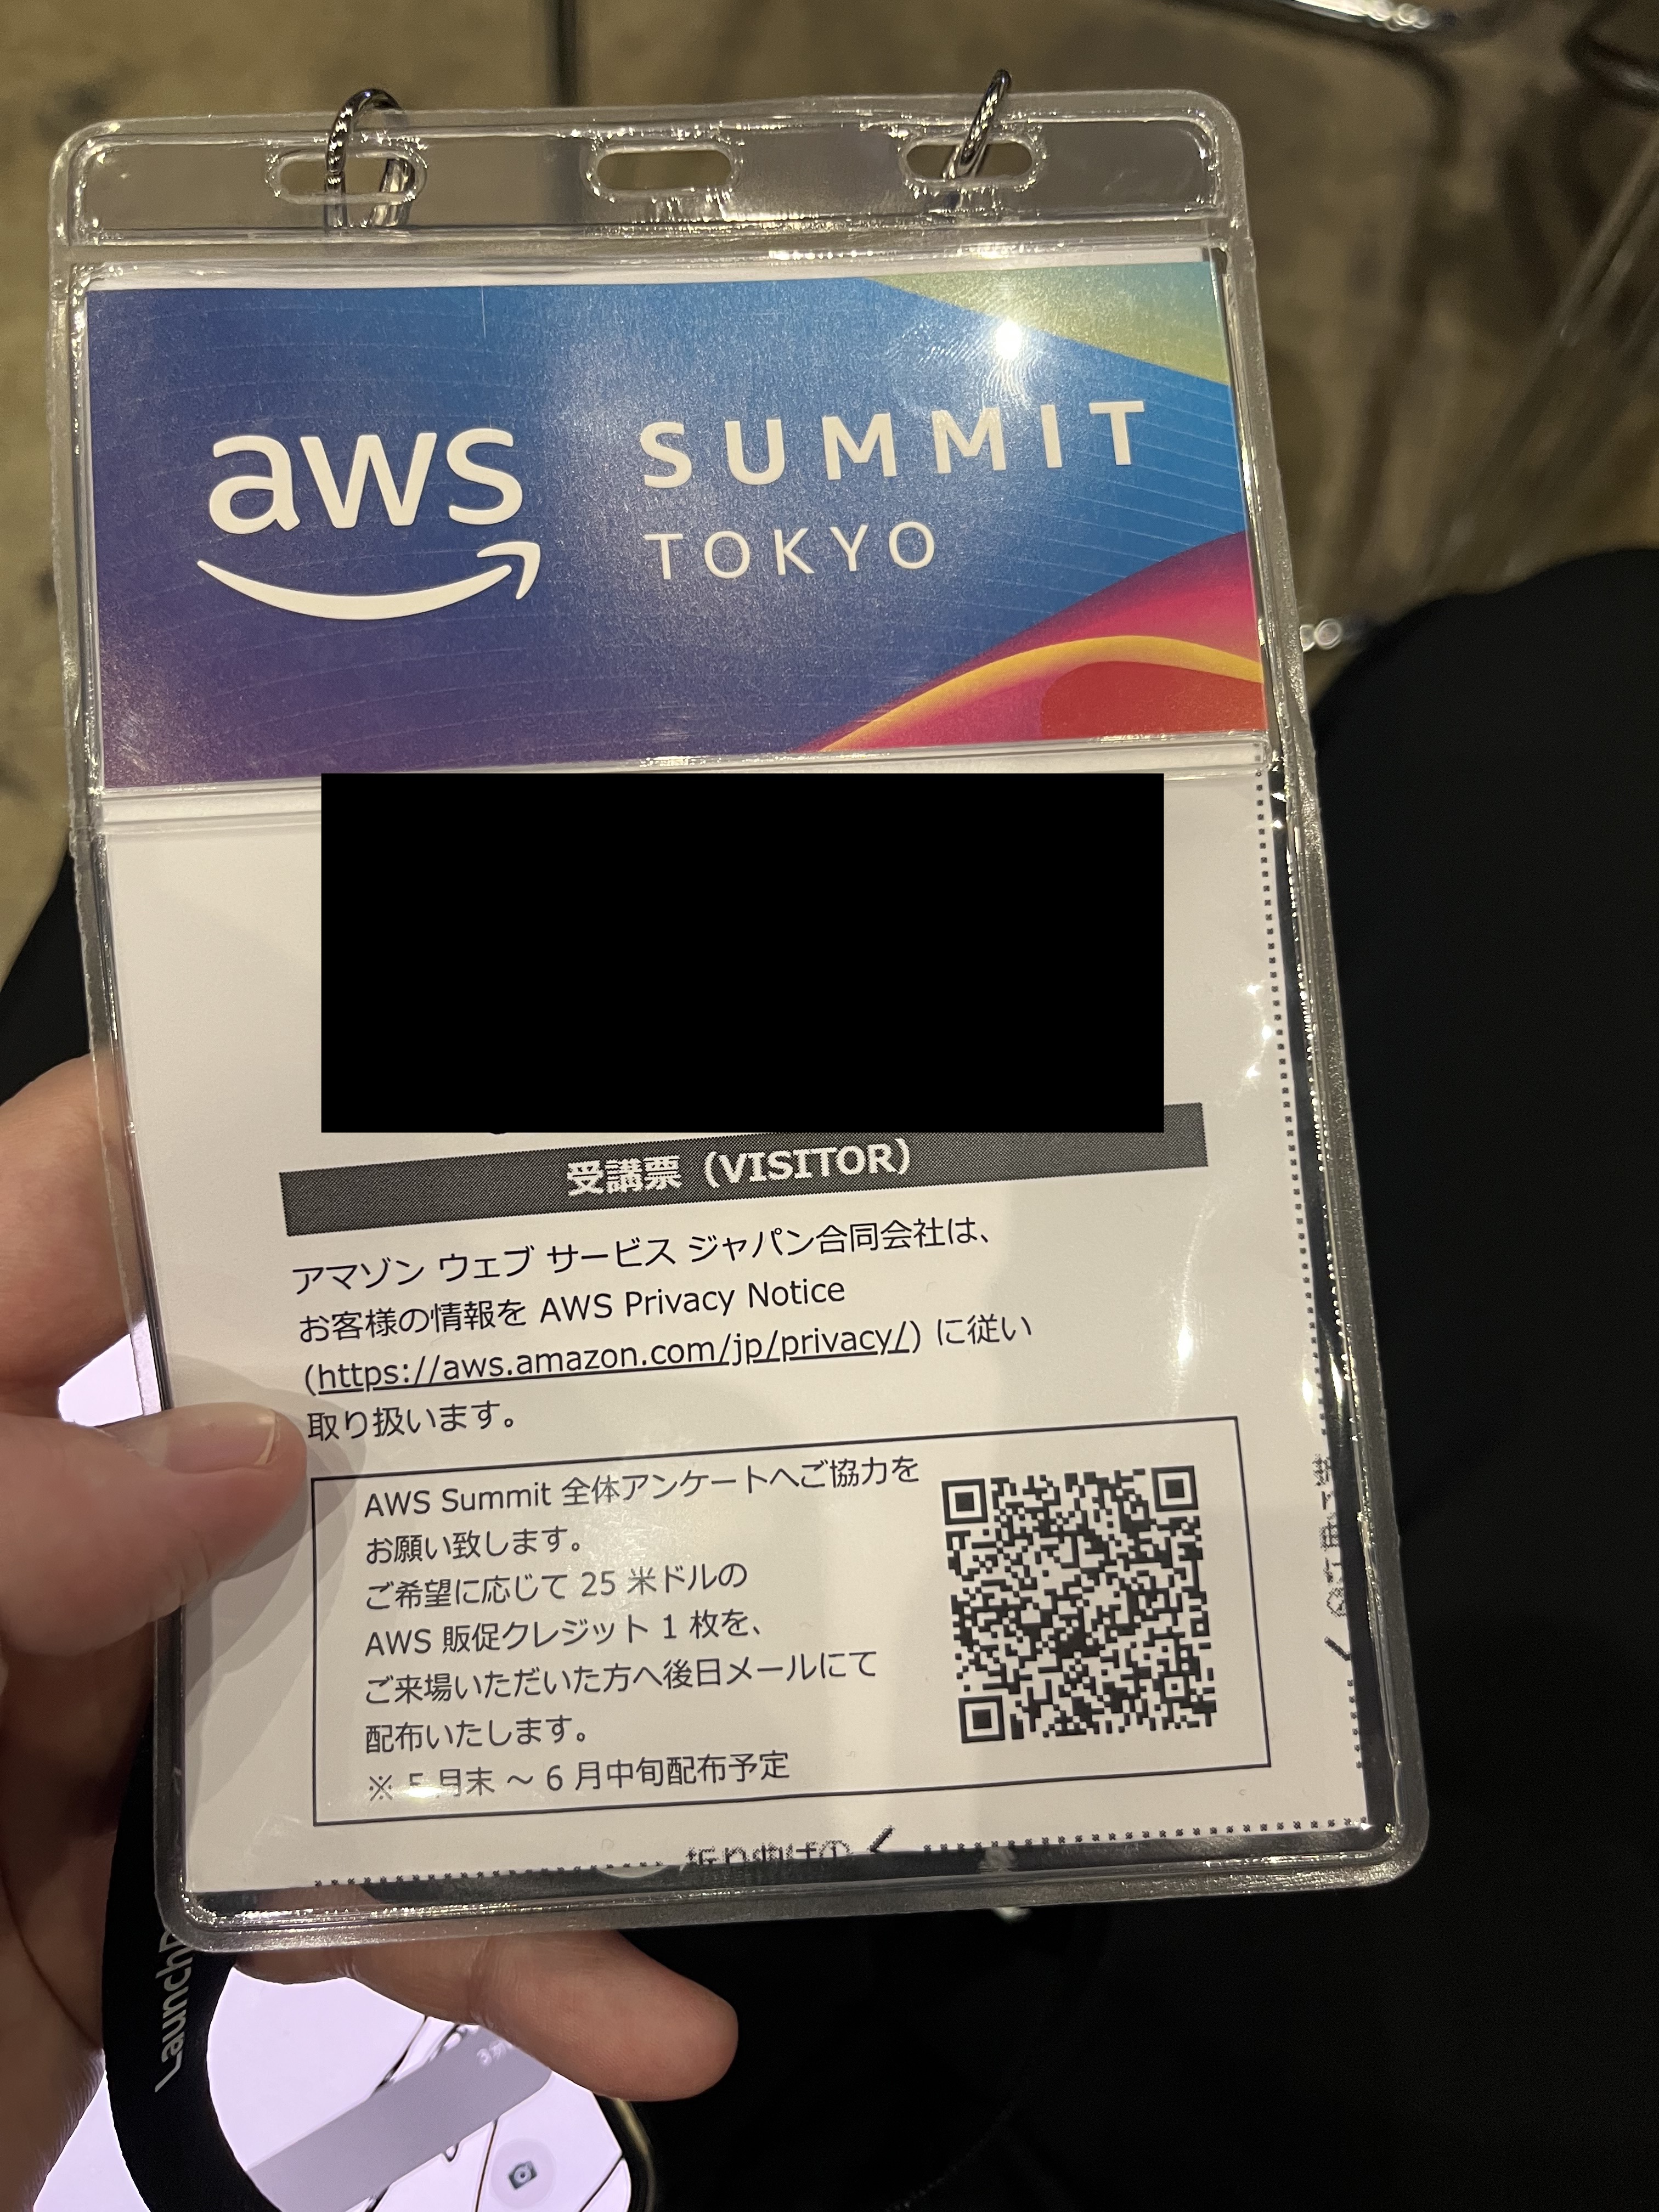 aws SUMMIT
TOKYO
受講票（VISITOR）
アマゾン ウェブ サービス ジャパン合同会社は、
お客様の情報を AWS Privacy Notice
(https://aws.amazon.com/jp/privacy/) に従い
取り扱います。
AWS Summit 全体アンケートへご協力を
お願い致します。
ご希望に応じて 25 米ドルの
AWS 販促クレジット 1 枚を、
ご来場いただいた方へ後日メールにて
配布いたします。
※ 5 月末 ～ 6 月中旬配布予定